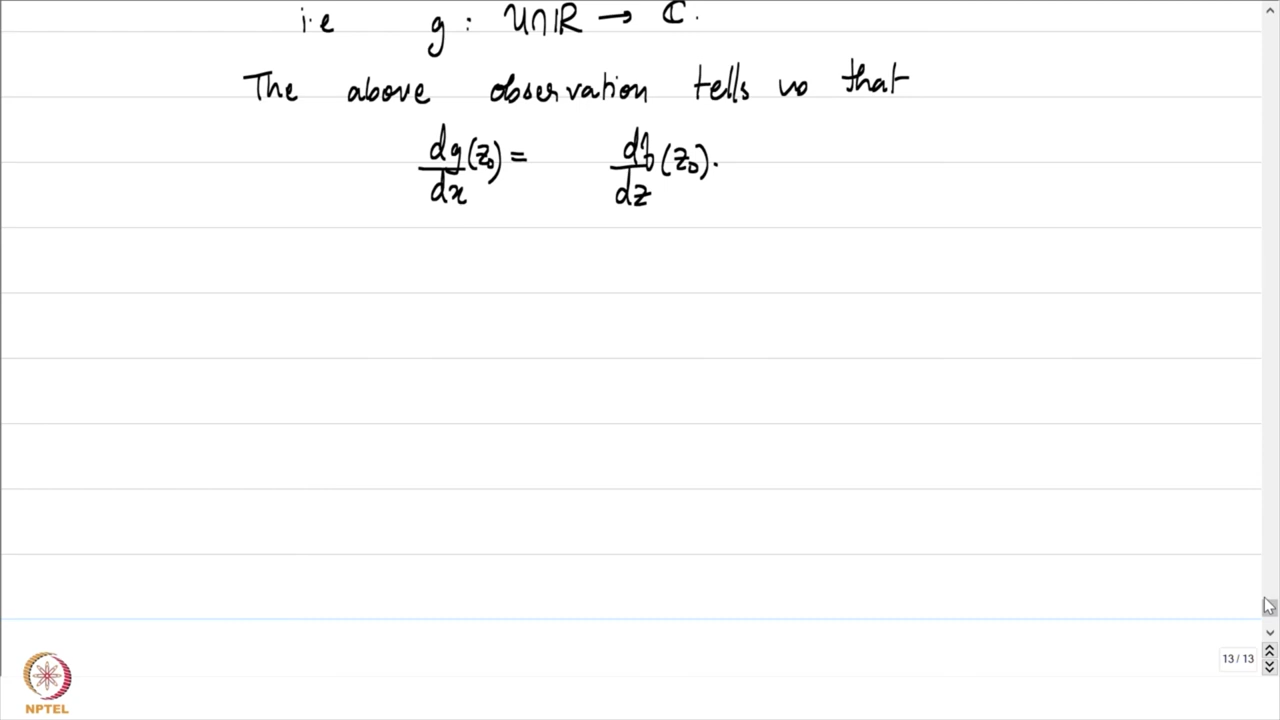 i.e g : U∩ℝ → ℂ.
The above observation tells us that
dg/dx (z₀) = df/dz (z₀).
13 / 13
NPTEL